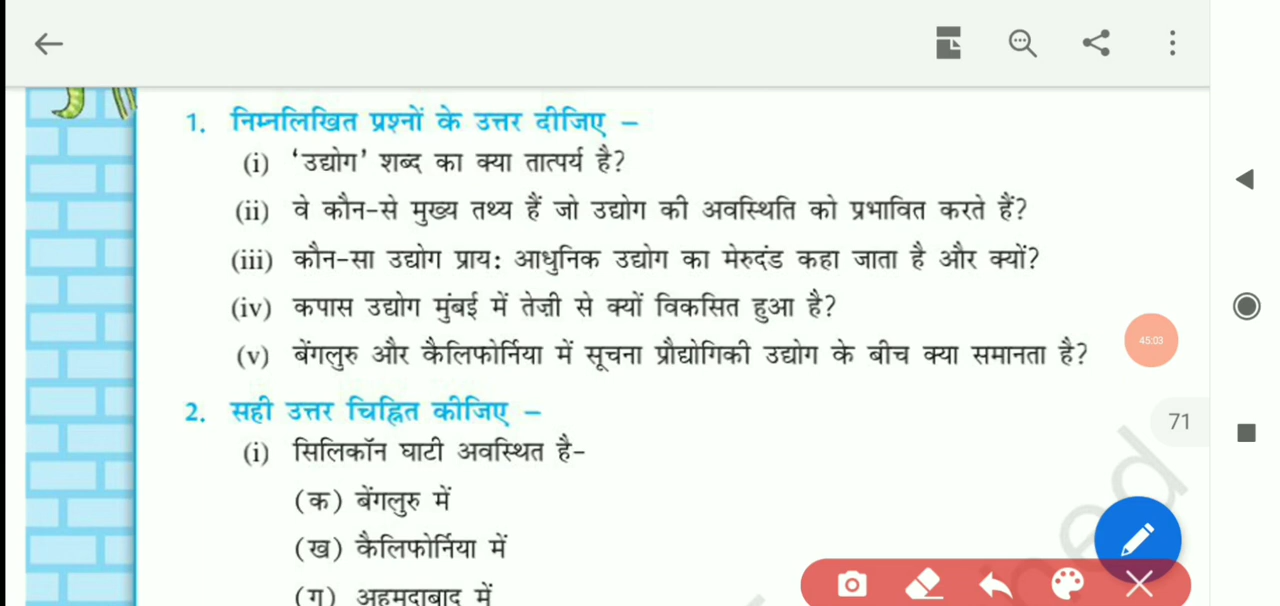 1. निम्नलिखित प्रश्नों के उत्तर दीजिए –
(i) ‘उद्योग’ शब्द का क्या तात्पर्य है?
(ii) वे कौन-से मुख्य तथ्य हैं जो उद्योग की अवस्थिति को प्रभावित करते हैं?
(iii) कौन-सा उद्योग प्राय: आधुनिक उद्योग का मेरुदंड कहा जाता है और क्यों?
(iv) कपास उद्योग मुंबई में तेज़ी से क्यों विकसित हुआ है?
(v) बेंगलुरु और कैलिफोर्निया में सूचना प्रौद्योगिकी उद्योग के बीच क्या समानता है?
45:03
2. सही उत्तर चिह्नित कीजिए –
71
(i) सिलिकॉन घाटी अवस्थित है-
(क) बेंगलुरु में
(ख) कैलिफोर्निया में
(ग) अहमदाबाद में